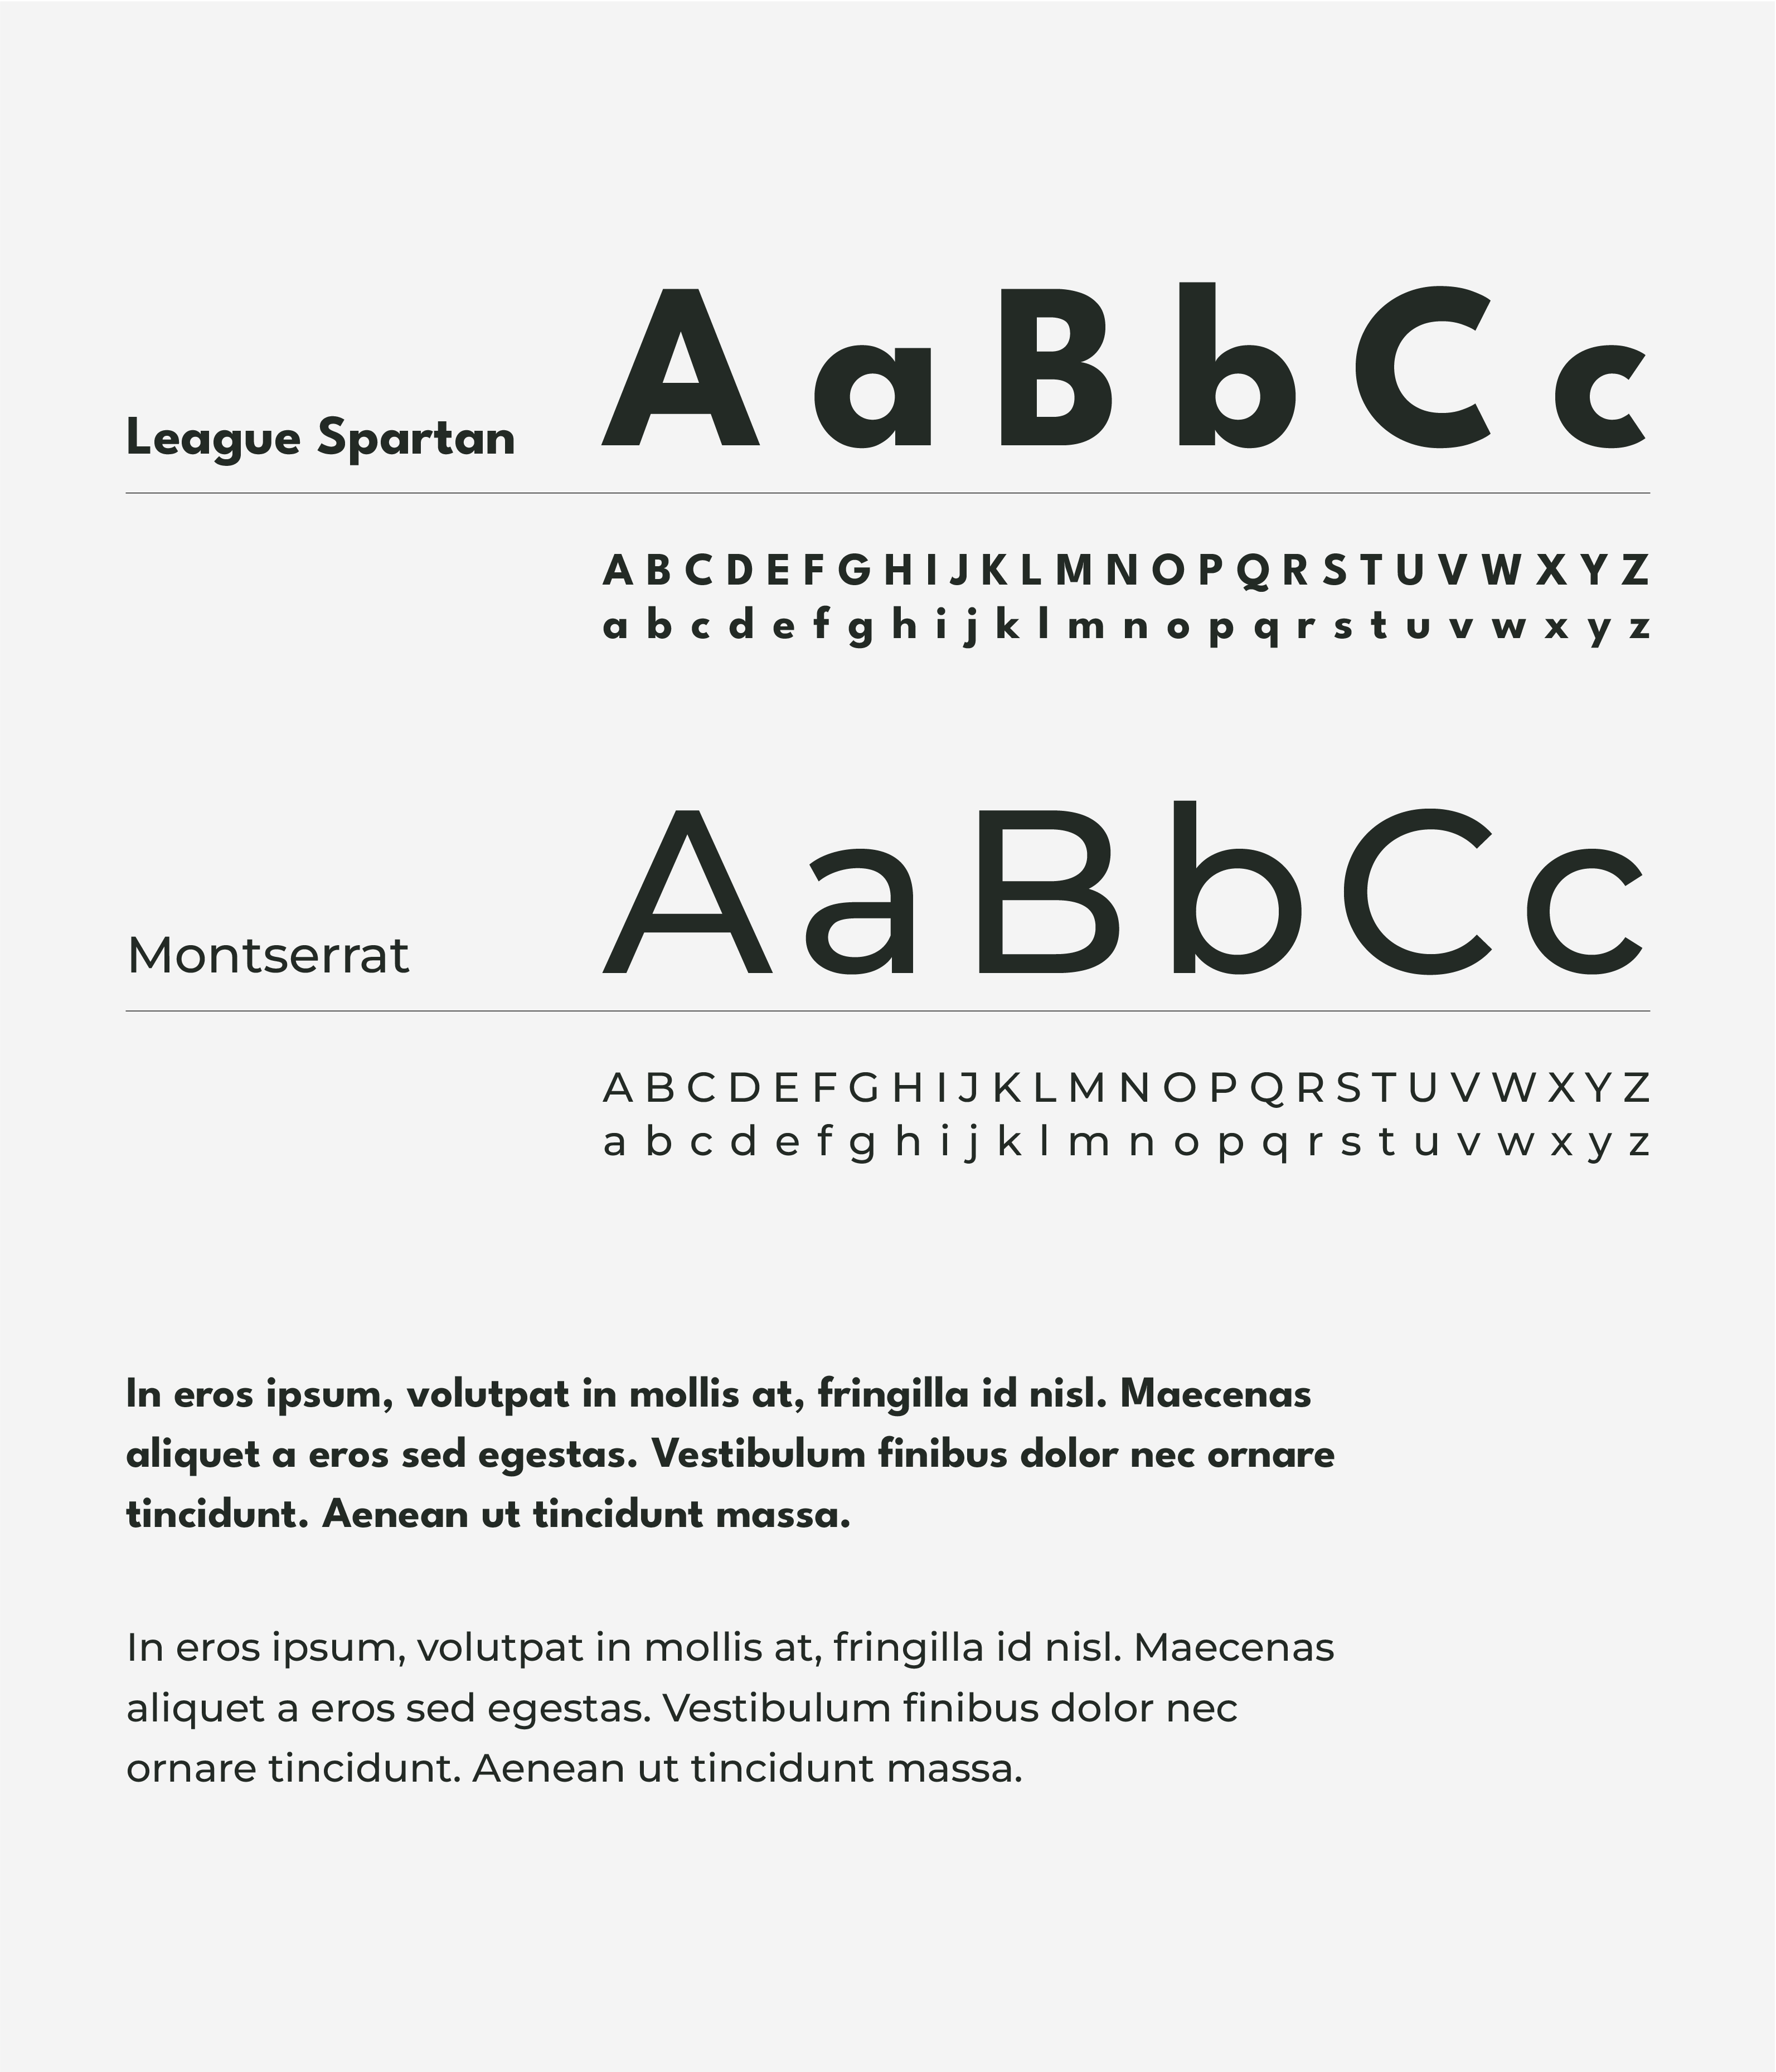 League Spartan A a B b C c
A B C D E F G H I J K L M N O P Q R S T U V W X Y Z
a b c d e f g h i j k l m n o p q r s t u v w x y z
Montserrat A a B b C c
A B C D E F G H I J K L M N O P Q R S T U V W X Y Z
a b c d e f g h i j k l m n o p q r s t u v w x y z
In eros ipsum, volutpat in mollis at, fringilla id nisl. Maecenas
aliquet a eros sed egestas. Vestibulum finibus dolor nec ornare
tincidunt. Aenean ut tincidunt massa.
In eros ipsum, volutpat in mollis at, fringilla id nisl. Maecenas
aliquet a eros sed egestas. Vestibulum finibus dolor nec
ornare tincidunt. Aenean ut tincidunt massa.